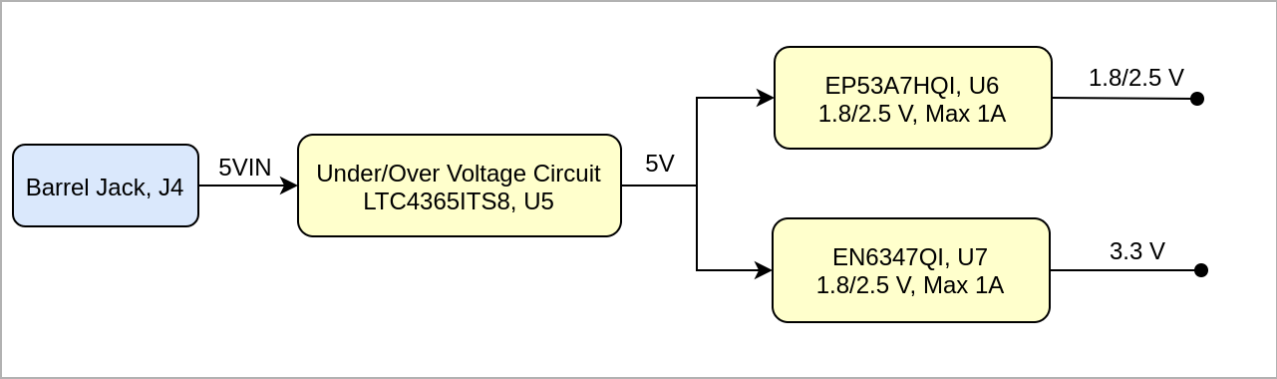 Barrel Jack, J4
5VIN
Under/Over Voltage Circuit
LTC4365ITS8, U5
5V
EP53A7HQI, U6
1.8/2.5 V, Max 1A
1.8/2.5 V
EN6347QI, U7
1.8/2.5 V, Max 1A
3.3 V